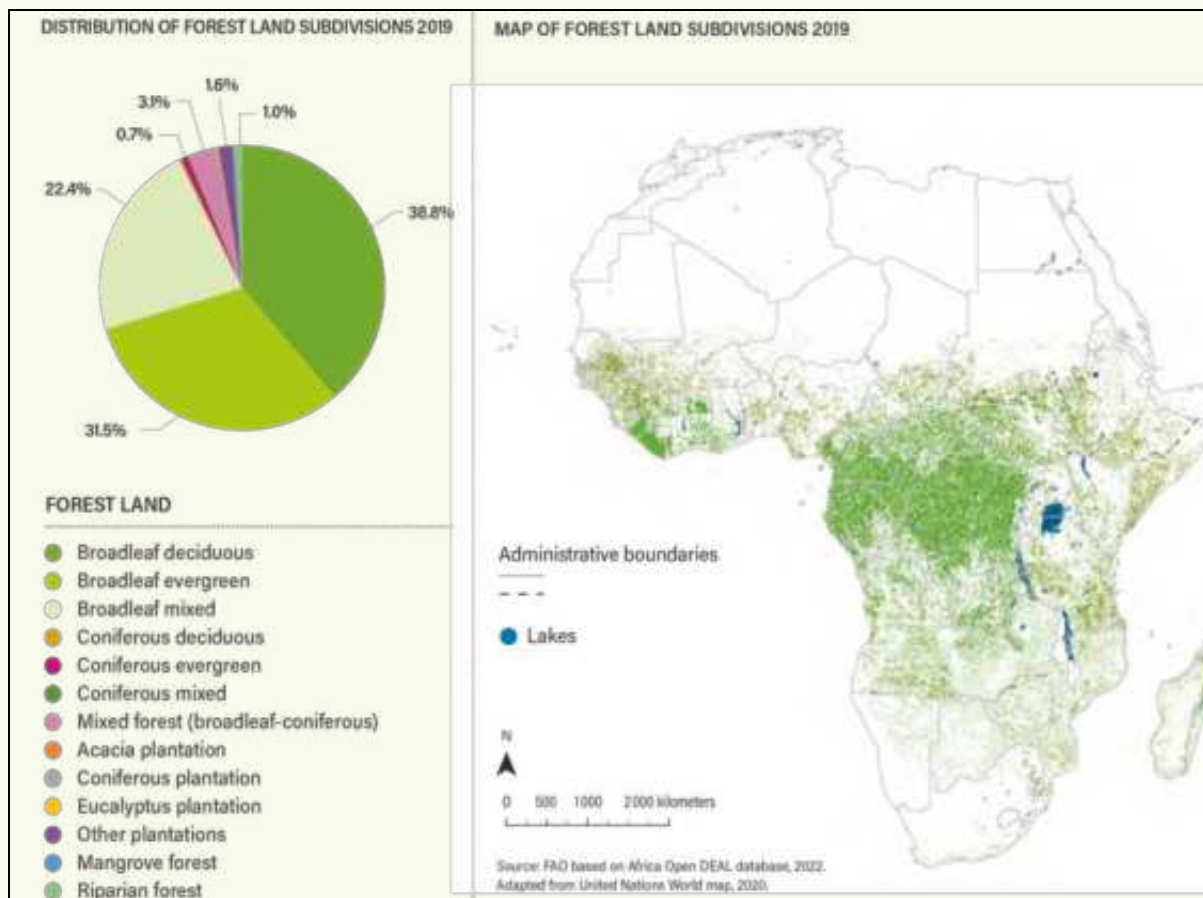 DISTRIBUTION OF FOREST LAND SUBDIVISIONS 2019
1.6%
3.1%
1.0%
0.7%
22.4%
38.8%
31.5%
FOREST LAND
Broadleaf deciduous
Broadleaf evergreen
Broadleaf mixed
Coniferous deciduous
Coniferous evergreen
Coniferous mixed
Mixed forest (broadleaf-coniferous)
Acacia plantation
Coniferous plantation
Eucalyptus plantation
Other plantations
Mangrove forest
Riparian forest
MAP OF FOREST LAND SUBDIVISIONS 2019
Administrative boundaries
Lakes
N
0 500 1000 2000 kilometers
Source: FAO based on Africa Open DEAL database, 2022.
Adapted from United Nations World map, 2020.